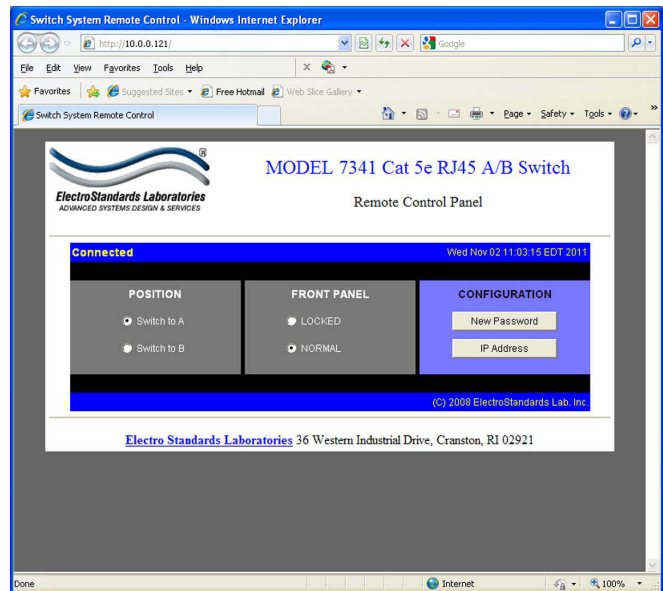 Switch System Remote Control - Windows Internet Explorer
http://10.0.0.121/
Google
File Edit View Favorites Tools Help
X
Favorites Suggested Sites Free Hotmail Web Slice Gallery
Switch System Remote Control
Page Safety Tools »
®
ElectroStandards Laboratories
ADVANCED SYSTEMS DESIGN & SERVICES
MODEL 7341 Cat 5e RJ45 A/B Switch
Remote Control Panel
Connected Wed Nov 02 11:03:15 EDT 2011
POSITION FRONT PANEL CONFIGURATION
Switch to A LOCKED New Password
Switch to B NORMAL IP Address
(C) 2008 ElectroStandards Lab. Inc.
Electro Standards Laboratories 36 Western Industrial Drive, Cranston, RI 02921
Done Internet 100%